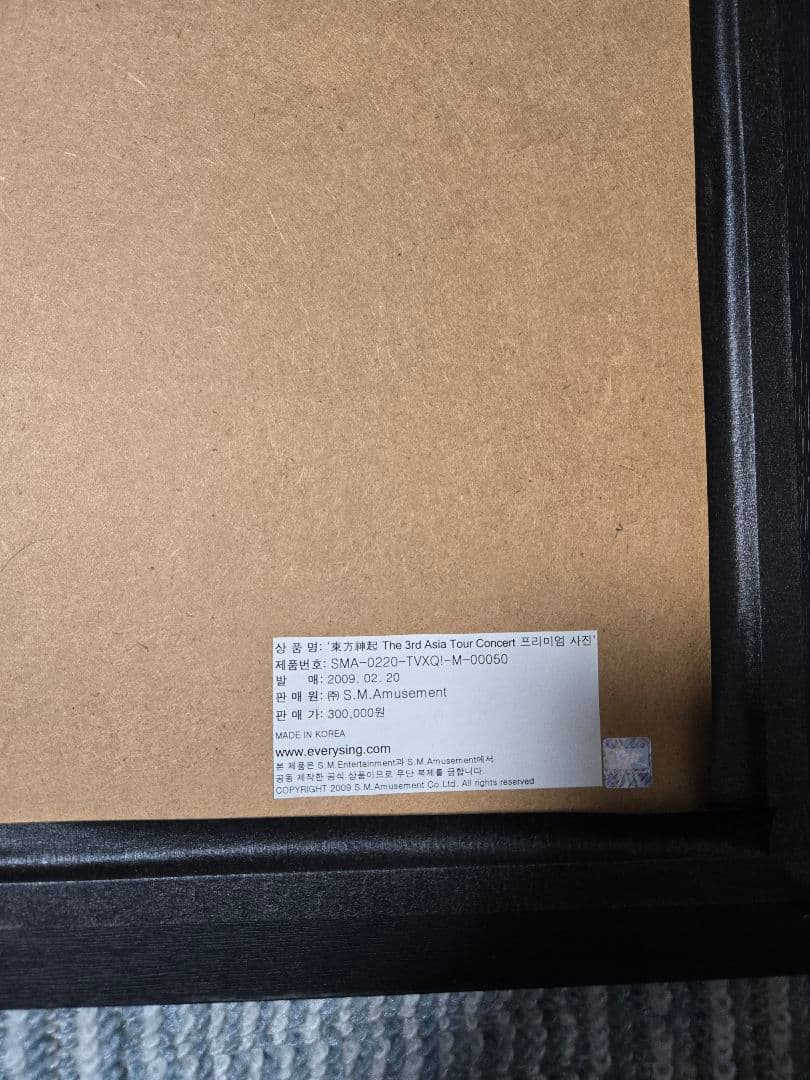 상 품 명: '東方神起 The 3rd Asia Tour Concert 프리미엄 사진'
제품번호: SMA-0220-TVXQ!-M-00050
발 매: 2009. 02. 20
판 매 원: ㈜ S.M.Amusement
판 매 가: 300,000원
MADE IN KOREA
www.everysing.com
본 제품은 S.M.Entertainment과 S.M.Amusement에서
공동 제작한 공식 상품이므로 무단 복제를 금합니다.
COPYRIGHT 2009 S.M.Amusement Co.Ltd. All rights reserved